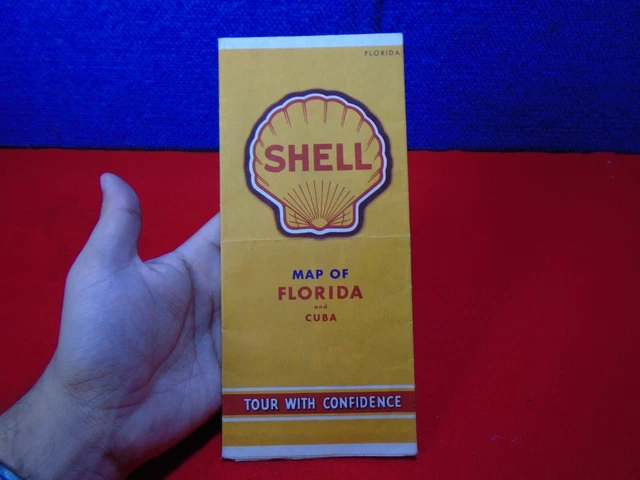 FLORIDA
SHELL
MAP OF
FLORIDA
and
CUBA
TOUR WITH CONFIDENCE